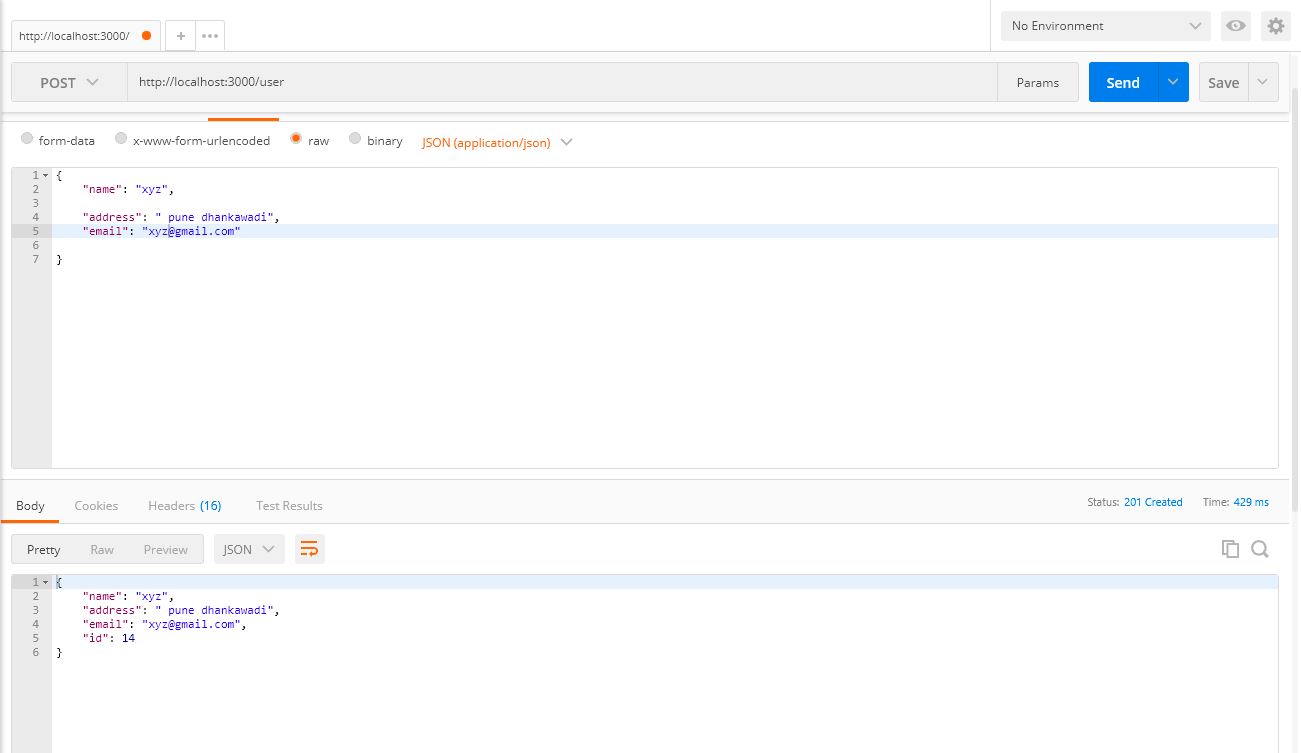 http://localhost:3000/ + ••• No Environment
POST http://localhost:3000/user Params Send Save
form-data x-www-form-urlencoded raw binary JSON (application/json)
1 {
2 "name": "xyz",
3
4 "address": " pune dhankawadi",
5 "email": "xyz@gmail.com"
6
7 }
Body Cookies Headers (16) Test Results Status: 201 Created Time: 429 ms
Pretty Raw Preview JSON
1 {
2 "name": "xyz",
3 "address": " pune dhankawadi",
4 "email": "xyz@gmail.com",
5 "id": 14
6 }